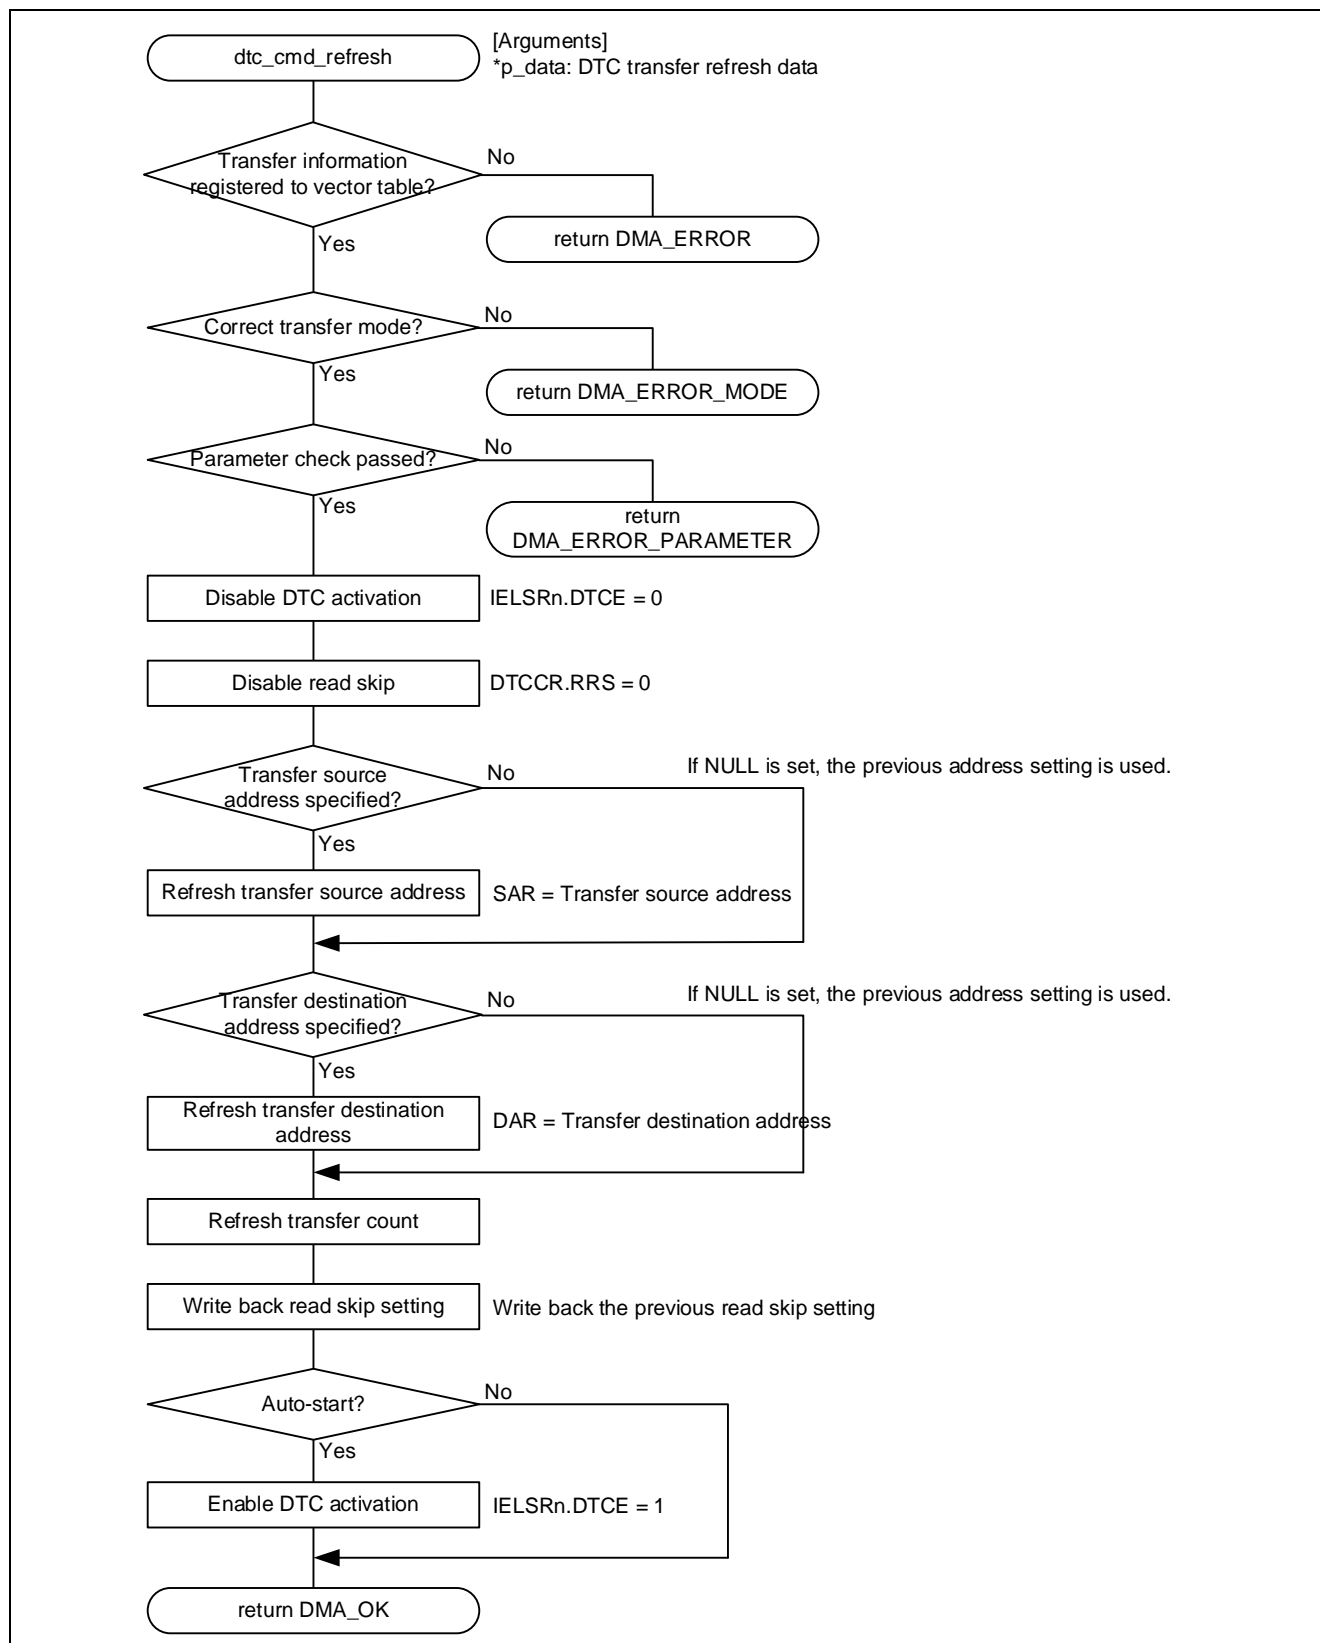 dtc_cmd_refresh
[Arguments]
*p_data: DTC transfer refresh data
Transfer information
registered to vector table?
No
return DMA_ERROR
Yes
Correct transfer mode?
No
return DMA_ERROR_MODE
Yes
Parameter check passed?
No
return
DMA_ERROR_PARAMETER
Yes
Disable DTC activation
IELSRn.DTCE = 0
Disable read skip
DTCCR.RRS = 0
Transfer source
address specified?
No
If NULL is set, the previous address setting is used.
Yes
Refresh transfer source address
SAR = Transfer source address
Transfer destination
address specified?
No
If NULL is set, the previous address setting is used.
Yes
Refresh transfer destination
address
DAR = Transfer destination address
Refresh transfer count
Write back read skip setting
Write back the previous read skip setting
Auto-start?
No
Yes
Enable DTC activation
IELSRn.DTCE = 1
return DMA_OK